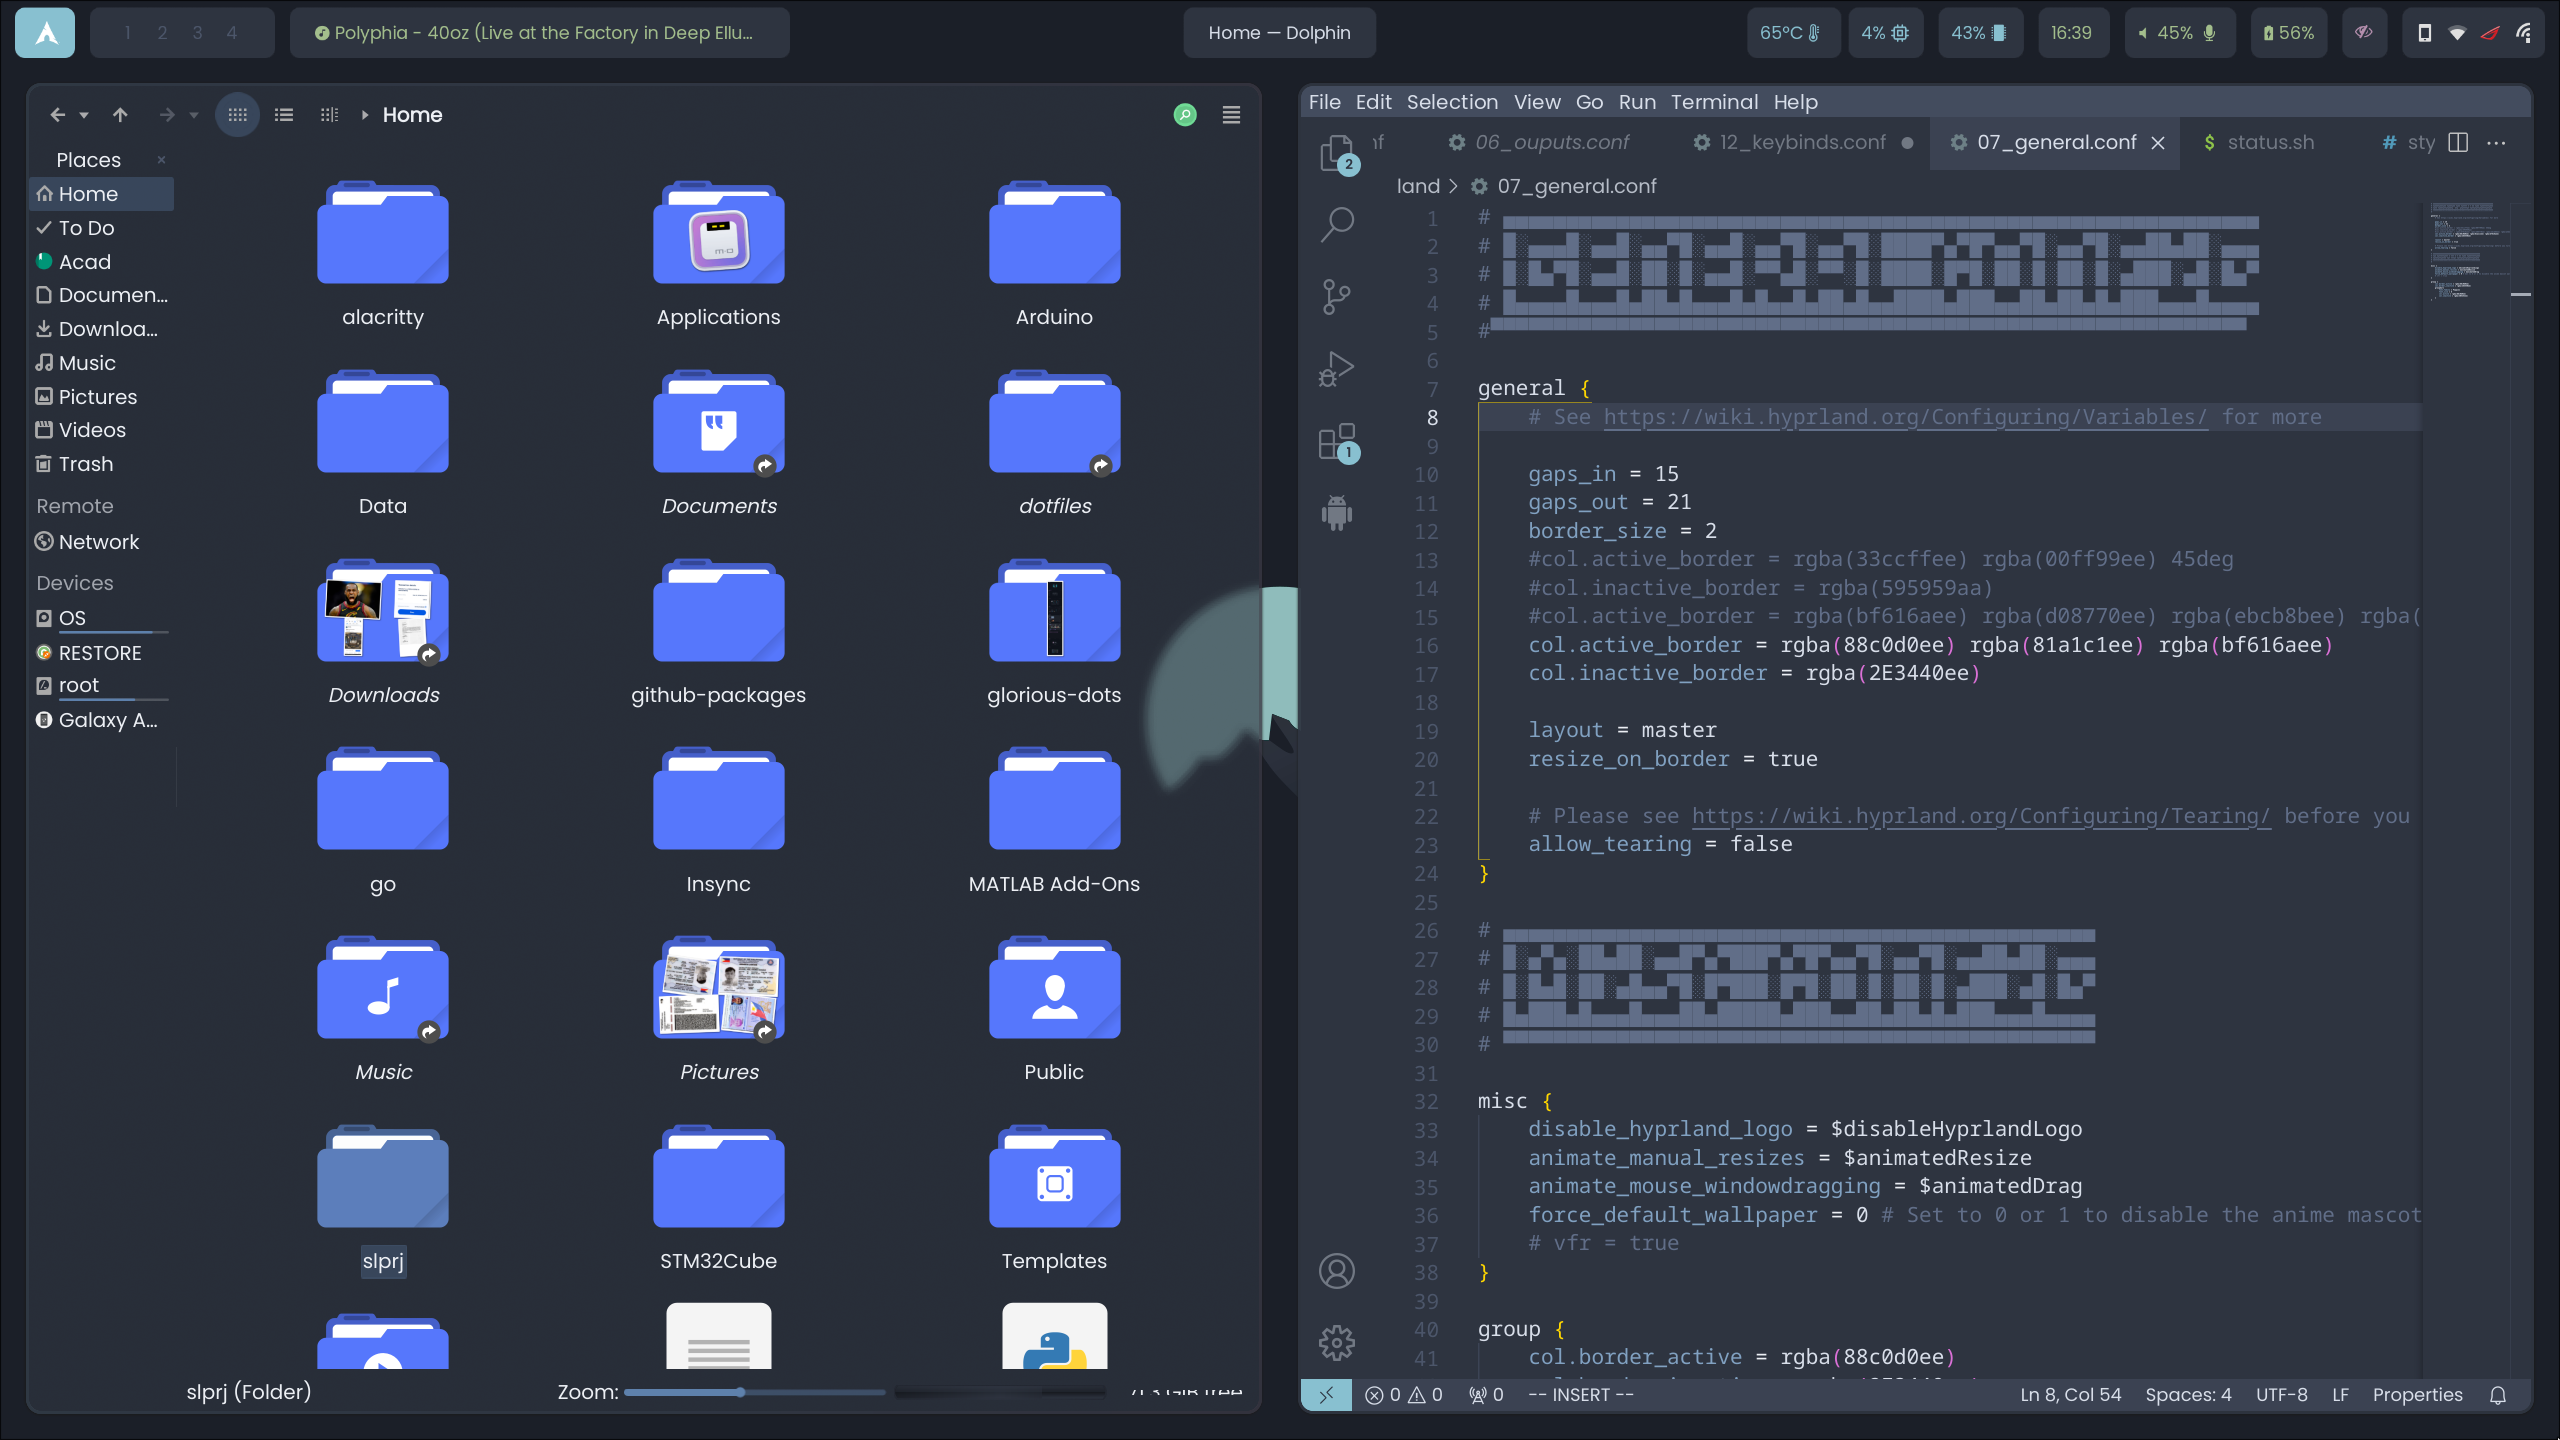 1 2 3 4
Polyphia - 40oz (Live at the Factory in Deep Ellu...
Home — Dolphin
65°C
4%
43%
16:39
45%
56%
Home
Places
Home
To Do
Acad
Documen...
Downloa...
Music
Pictures
Videos
Trash
Remote
Network
Devices
OS
RESTORE
root
Galaxy A...
alacritty
Applications
Arduino
Data
Documents
dotfiles
Downloads
github-packages
glorious-dots
go
Insync
MATLAB Add-Ons
Music
Pictures
Public
slprj
STM32Cube
Templates
slprj (Folder)
Zoom:
File Edit Selection View Go Run Terminal Help
06_ouputs.conf
12_keybinds.conf
07_general.conf
$ status.sh
# sty
2
1
land > 07_general.conf
1 #
2 #
3 #
4 #
5 #
6
7 general {
8 # See https://wiki.hyprland.org/Configuring/Variables/ for more
9
10 gaps_in = 15
11 gaps_out = 21
12 border_size = 2
13 #col.active_border = rgba(33ccffee) rgba(00ff99ee) 45deg
14 #col.inactive_border = rgba(595959aa)
15 #col.active_border = rgba(bf616aee) rgba(d08770ee) rgba(ebcb8bee) rgba(
16 col.active_border = rgba(88c0d0ee) rgba(81a1c1ee) rgba(bf616aee)
17 col.inactive_border = rgba(2E3440ee)
18
19 layout = master
20 resize_on_border = true
21
22 # Please see https://wiki.hyprland.org/Configuring/Tearing/ before you
23 allow_tearing = false
24 }
25
26 #
27 #
28 #
29 #
30 #
31
32 misc {
33 disable_hyprland_logo = $disableHyprlandLogo
34 animate_manual_resizes = $animatedResize
35 animate_mouse_windowdragging = $animatedDrag
36 force_default_wallpaper = 0 # Set to 0 or 1 to disable the anime mascot
37 # vfr = true
38 }
39
40 group {
41 col.border_active = rgba(88c0d0ee)
0 0 0 -- INSERT --
Ln 8, Col 54 Spaces: 4 UTF-8 LF Properties